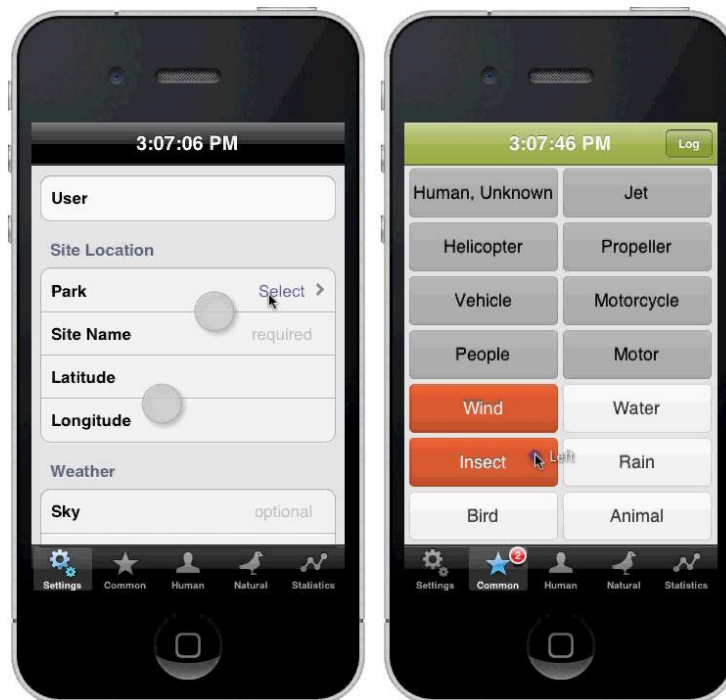 3:07:06 PM
User
Site Location
Park Select
Site Name required
Latitude
Longitude
Weather
Sky optional
Settings Common Human Natural Statistics
3:07:46 PM Log
Human, Unknown Jet
Helicopter Propeller
Vehicle Motorcycle
People Motor
Wind Water
Insect Left Rain
Bird Animal
2
Settings Common Human Natural Statistics